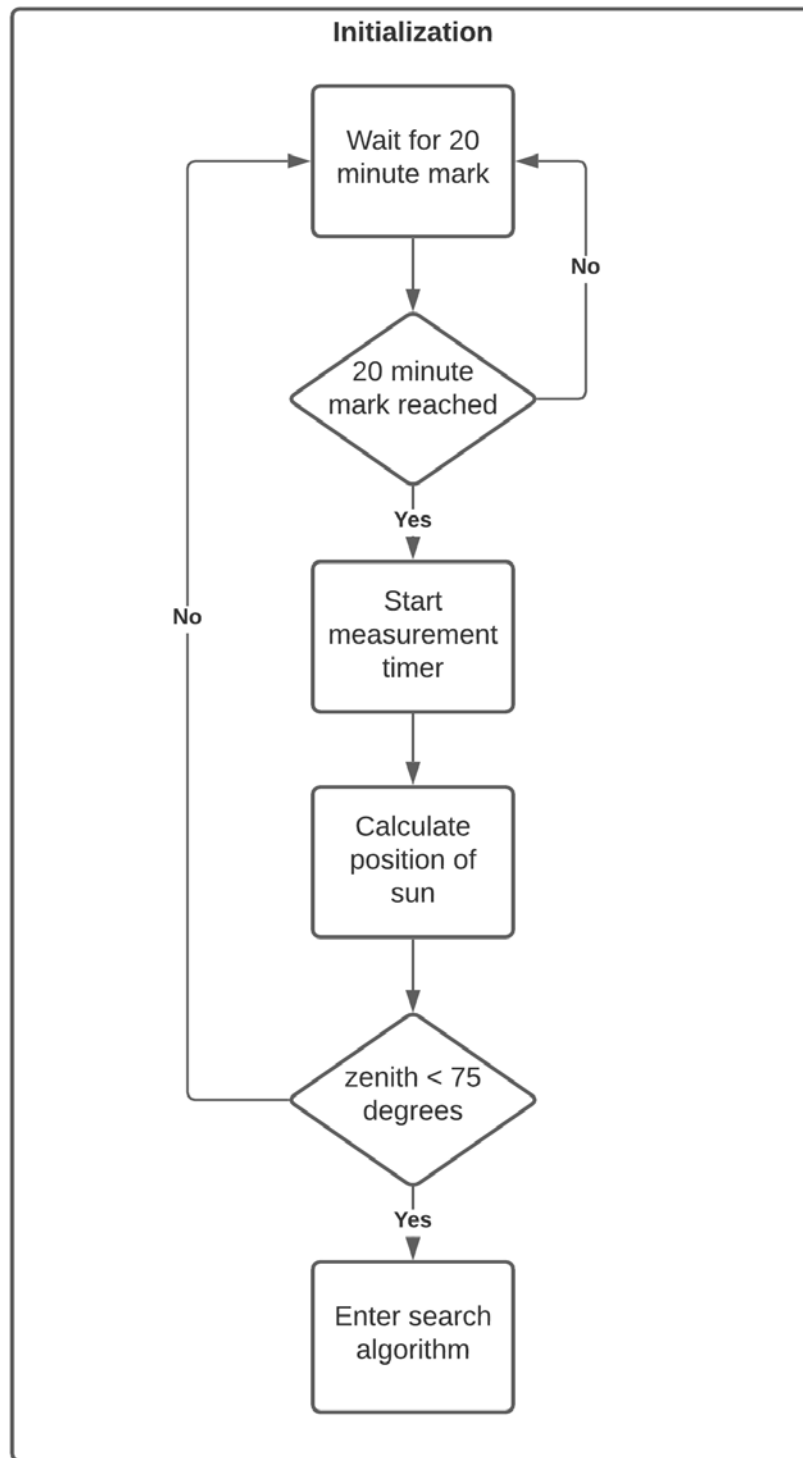 Initialization
Wait for 20
minute mark
No
20 minute
mark reached
Yes
Start
measurement
timer
No
Calculate
position of
sun
zenith < 75
degrees
Yes
Enter search
algorithm